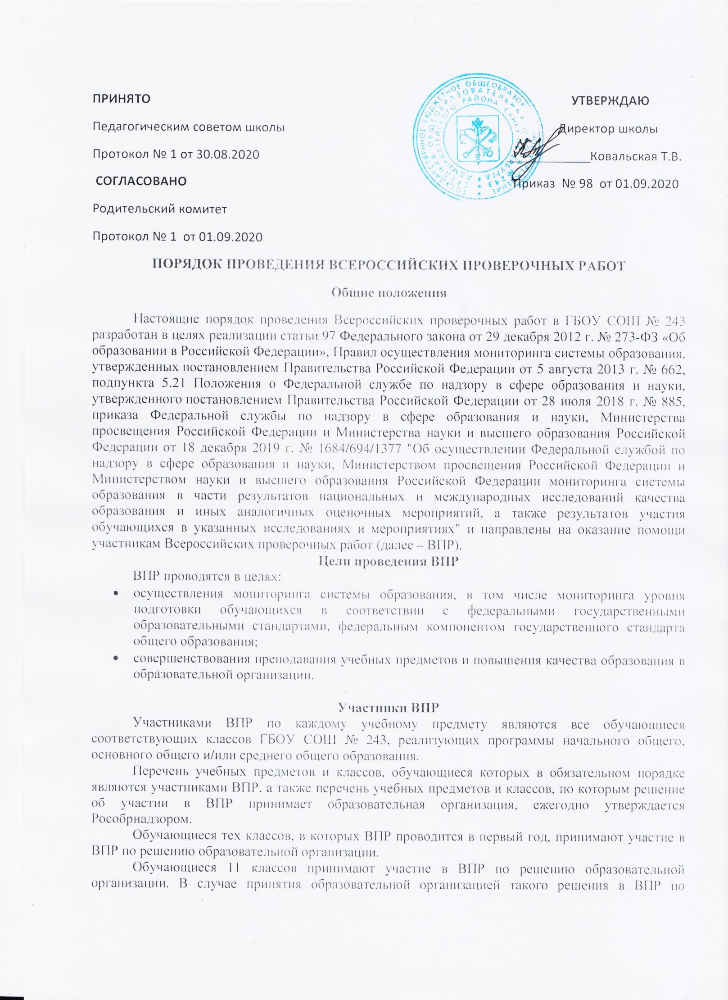 ПРИНЯТО
УТВЕРЖДАЮ
Педагогическим советом школы
Директор школы
Протокол № 1 от 30.08.2020
Ковальская Т.В.
СОГЛАСОВАНО
Приказ № 98 от 01.09.2020
Родительский комитет
Протокол № 1 от 01.09.2020
ГОСУДАРСТВЕННОЕ БЮДЖЕТНОЕ ОБЩЕОБРАЗОВ
СРЕДНЯЯ ОБЩЕОБРАЗОВАТЕЛЬНАЯ
№ 243
АДМИРАЛТЕЙСКОГО РАЙОНА САНКТ
ПОРЯДОК ПРОВЕДЕНИЯ ВСЕРОССИЙСКИХ ПРОВЕРОЧНЫХ РАБОТ
Общие положения
Настоящие порядок проведения Всероссийских проверочных работ в ГБОУ СОШ № 243
разработан в целях реализации статьи 97 Федерального закона от 29 декабря 2012 г. № 273-ФЗ «Об
образовании в Российской Федерации», Правил осуществления мониторинга системы образования,
утвержденных постановлением Правительства Российской Федерации от 5 августа 2013 г. № 662,
подпункта 5.21 Положения о Федеральной службе по надзору в сфере образования и науки,
утвержденного постановлением Правительства Российской Федерации от 28 июля 2018 г. № 885,
приказа Федеральной службы по надзору в сфере образования и науки, Министерства
просвещения Российской Федерации и Министерства науки и высшего образования Российской
Федерации от 18 декабря 2019 г. № 1684/694/1377 "Об осуществлении Федеральной службой по
надзору в сфере образования и науки, Министерством просвещения Российской Федерации и
Министерством науки и высшего образования Российской Федерации мониторинга системы
образования в части результатов национальных и международных исследований качества
образования и иных аналогичных оценочных мероприятий, а также результатов участия
обучающихся в указанных исследованиях и мероприятиях" и направлены на оказание помощи
участникам Всероссийских проверочных работ (далее – ВПР).
Цели проведения ВПР
ВПР проводятся в целях:
• осуществления мониторинга системы образования, в том числе мониторинга уровня
подготовки обучающихся в соответствии с федеральными государственными
образовательными стандартами, федеральным компонентом государственного стандарта
общего образования;
• совершенствования преподавания учебных предметов и повышения качества образования в
образовательной организации.
Участники ВПР
Участниками ВПР по каждому учебному предмету являются все обучающиеся
соответствующих классов ГБОУ СОШ № 243, реализующих программы начального общего,
основного общего и/или среднего общего образования.
Перечень учебных предметов и классов, обучающиеся которых в обязательном порядке
являются участниками ВПР, а также перечень учебных предметов и классов, по которым решение
об участии в ВПР принимает образовательная организация, ежегодно утверждается
Рособрнадзором.
Обучающиеся тех классов, в которых ВПР проводится в первый год, принимают участие в
ВПР по решению образовательной организации.
Обучающиеся 11 классов принимают участие в ВПР по решению образовательной
организации. В случае принятия образовательной организацией такого решения в ВПР по